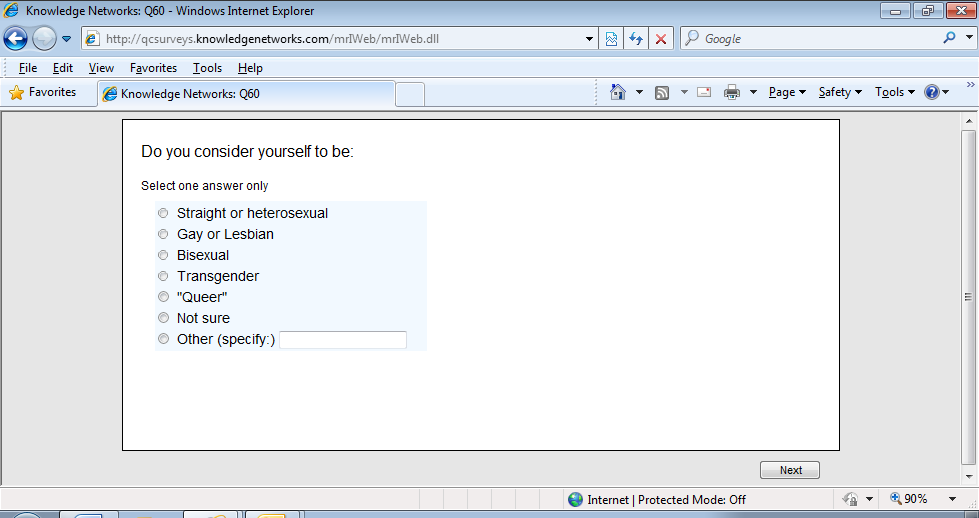 Knowledge Networks: Q60 - Windows Internet Explorer
http://qcsurveys.knowledgenetworks.com/mrIWeb/mrIWeb.dll
Google
File Edit View Favorites Tools Help
Favorites
Knowledge Networks: Q60
Page Safety Tools
Do you consider yourself to be:
Select one answer only
Straight or heterosexual
Gay or Lesbian
Bisexual
Transgender
"Queer"
Not sure
Other (specify:)
Next
Internet | Protected Mode: Off
90%